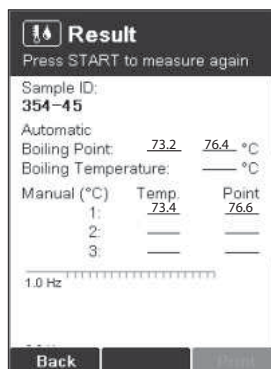 Result
Press START to measure again
Sample ID:
354-45
Automatic
Boiling Point: 73.2 76.4 °C
Boiling Temperature: —— °C
Manual (°C) Temp. Point
1: 73.4 76.6
2: —— ——
3: —— ——
1.0 Hz
Back Print